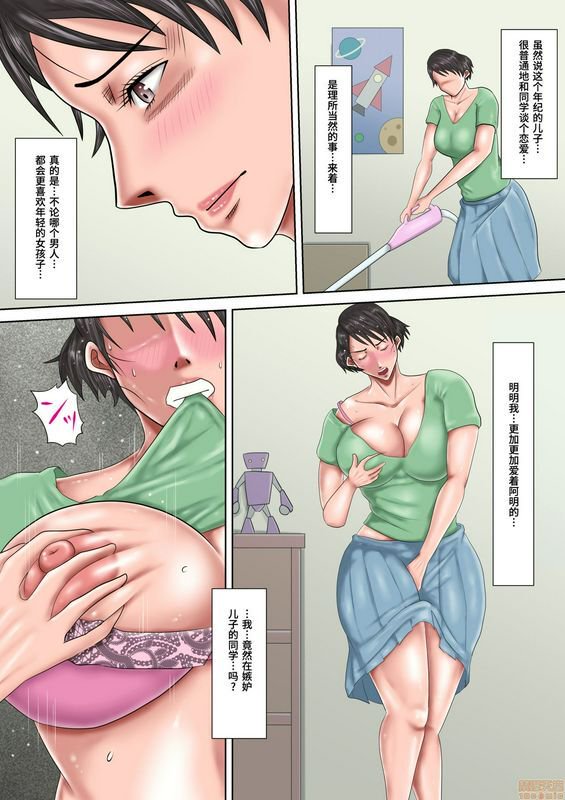 虽然说这个年纪的儿子…
很普通地和同学谈个恋爱…
是理所当然的事…来着…
真的是…不论哪个男人…
都会更喜欢年轻的女孩子…
明明我…更加更加爱着阿明的…
…我…竟然在嫉妒
儿子的同学…吗?